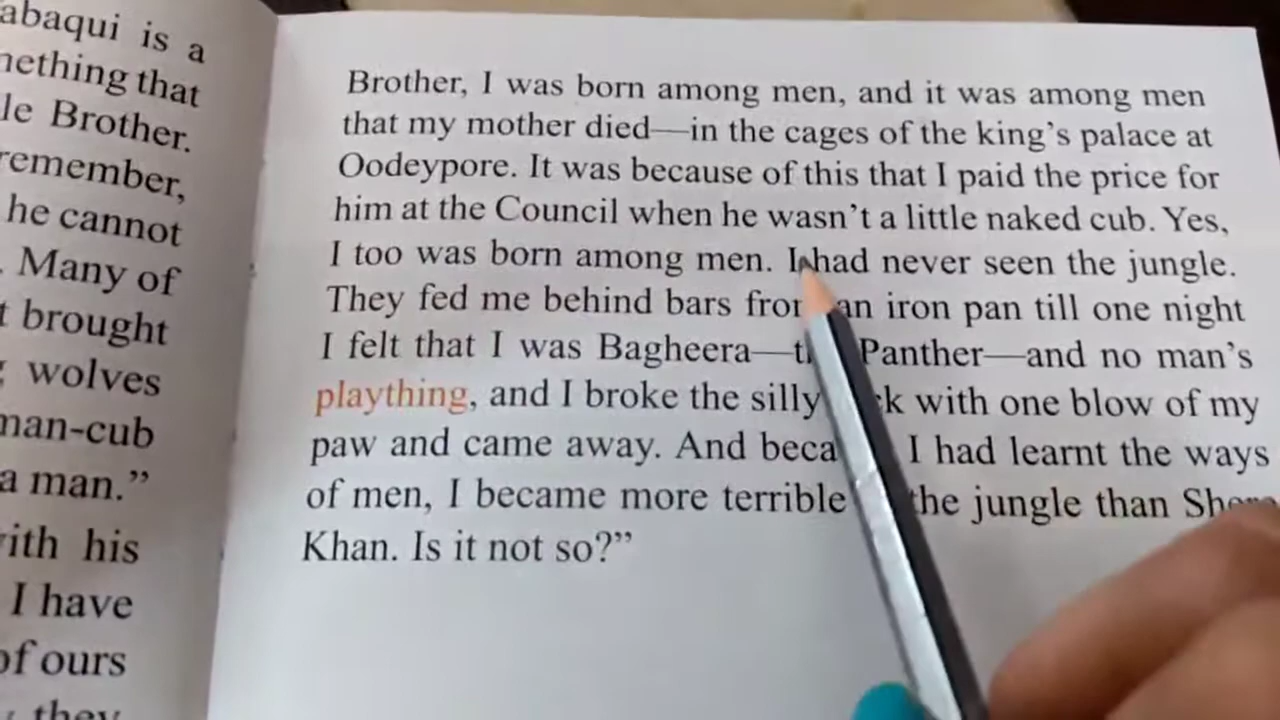 abaqui is a
mething that
le Brother.
remember,
he cannot
. Many of
t brought
wolves
man-cub
a man.”
ith his
I have
of ours
they
Brother, I was born among men, and it was among men
that my mother died—in the cages of the king’s palace at
Oodeypore. It was because of this that I paid the price for
him at the Council when he wasn’t a little naked cub. Yes,
I too was born among men. I had never seen the jungle.
They fed me behind bars from an iron pan till one night
I felt that I was Bagheera—the Panther—and no man’s
plaything, and I broke the silly with one blow of my
paw and came away. And because I had learnt the ways
of men, I became more terrible the jungle than Shere
Khan. Is it not so?”